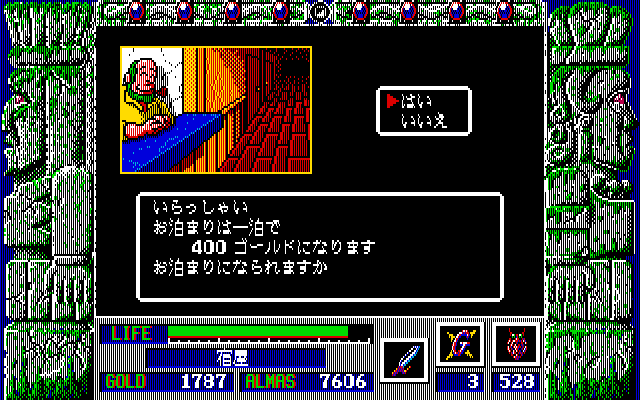 はい
いいえ
いらっしゃい
お泊まりは一泊で
400 ゴールドになります
お泊まりになられますか
LIFE
宿屋
GOLD 1787 ALMAS 7606
G
3 528